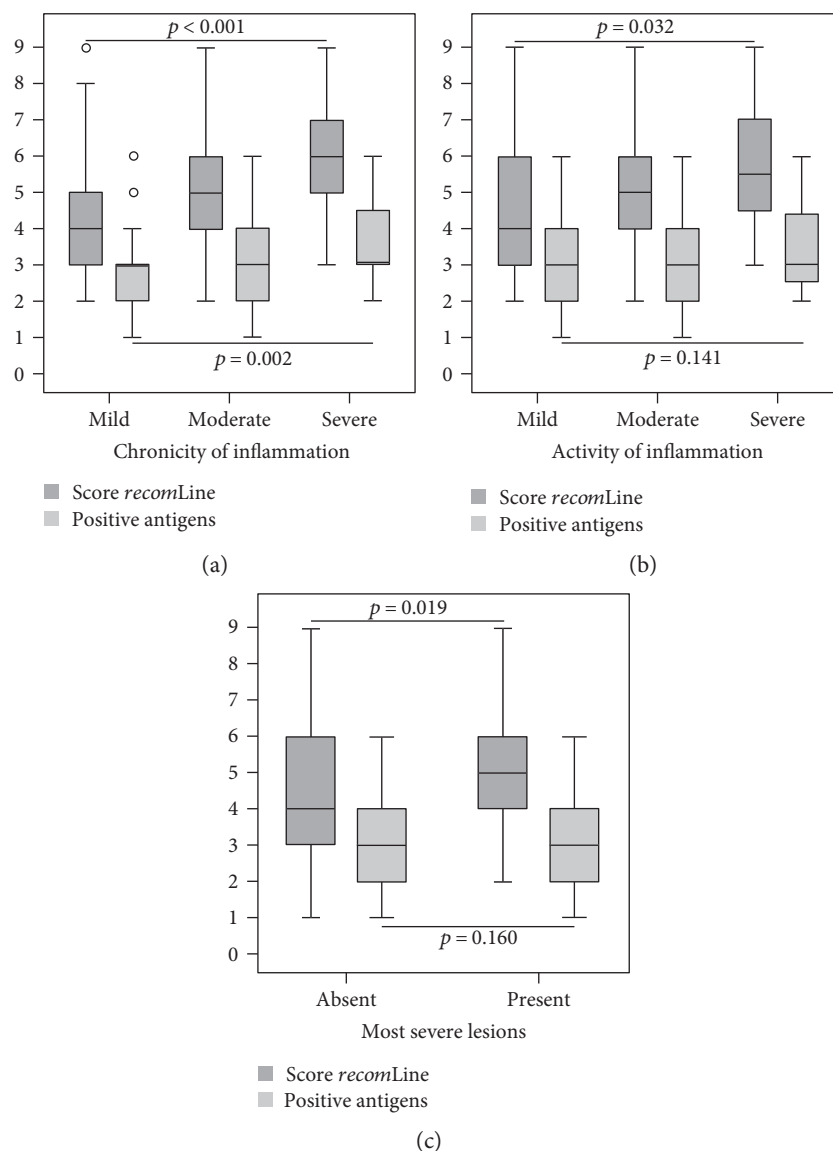 p < 0.001
9
8
7
6
5
4
3
2
1
0
p = 0.002
Mild Moderate Severe
Chronicity of inflammation
Score recomLine
Positive antigens
(a)
p = 0.032
9
8
7
6
5
4
3
2
1
0
p = 0.141
Mild Moderate Severe
Activity of inflammation
Score recomLine
Positive antigens
(b)
p = 0.019
9
8
7
6
5
4
3
2
1
0
p = 0.160
Absent Present
Most severe lesions
Score recomLine
Positive antigens
(c)